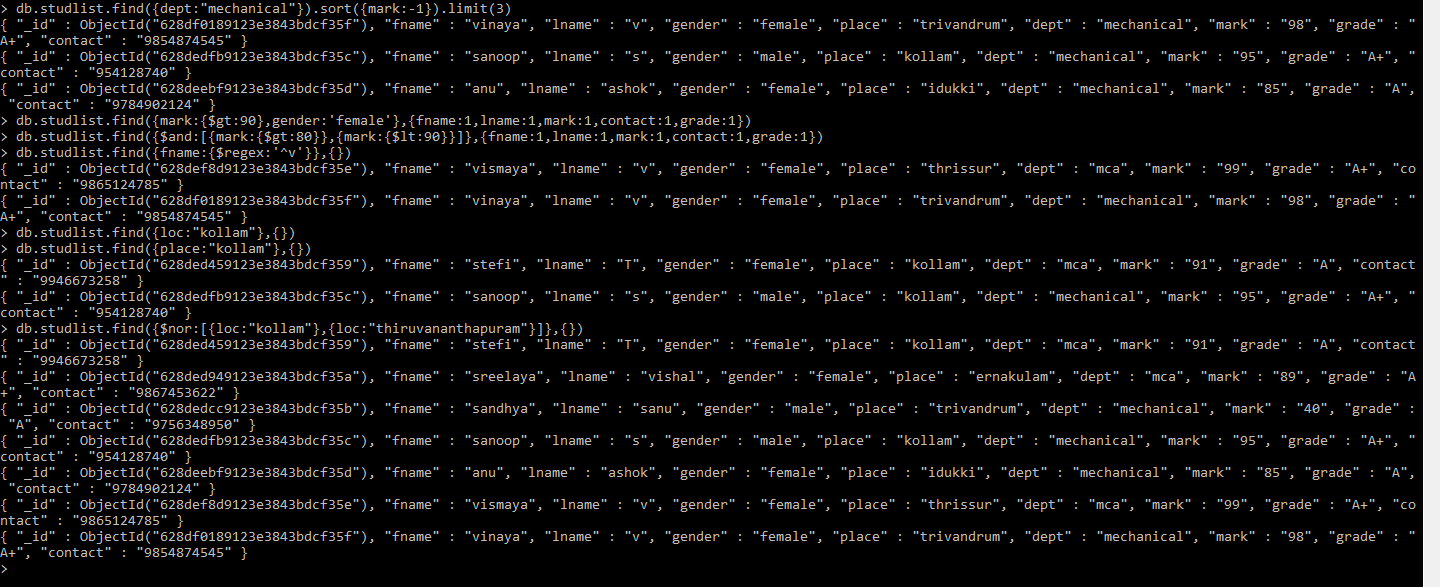 > db.studlist.find({dept:"mechanical"}).sort({mark:-1}).limit(3)
{ "_id" : ObjectId("628df0189123e3843bdcf35f"), "fname" : "vinaya", "lname" : "v", "gender" : "female", "place" : "trivandrum", "dept" : "mechanical", "mark" : "98", "grade" : "
A+", "contact" : "9854874545" }
{ "_id" : ObjectId("628dedfb9123e3843bdcf35c"), "fname" : "sanoop", "lname" : "s", "gender" : "male", "place" : "kollam", "dept" : "mechanical", "mark" : "95", "grade" : "A+", "
contact" : "954128740" }
{ "_id" : ObjectId("628deebf9123e3843bdcf35d"), "fname" : "anu", "lname" : "ashok", "gender" : "female", "place" : "idukki", "dept" : "mechanical", "mark" : "85", "grade" : "A",
 "contact" : "9784902124" }
> db.studlist.find({mark:{$gt:90},gender:'female'},{fname:1,lname:1,mark:1,contact:1,grade:1})
> db.studlist.find({$and:[{mark:{$gt:80}},{mark:{$lt:90}}]},{fname:1,lname:1,mark:1,contact:1,grade:1})
> db.studlist.find({fname:{$regex:'^v'}},{})
{ "_id" : ObjectId("628def8d9123e3843bdcf35e"), "fname" : "vismaya", "lname" : "v", "gender" : "female", "place" : "thrissur", "dept" : "mca", "mark" : "99", "grade" : "A+", "co
ntact" : "9865124785" }
{ "_id" : ObjectId("628df0189123e3843bdcf35f"), "fname" : "vinaya", "lname" : "v", "gender" : "female", "place" : "trivandrum", "dept" : "mechanical", "mark" : "98", "grade" : "
A+", "contact" : "9854874545" }
> db.studlist.find({loc:"kollam"},{})
> db.studlist.find({place:"kollam"},{})
{ "_id" : ObjectId("628ded459123e3843bdcf359"), "fname" : "stefi", "lname" : "T", "gender" : "female", "place" : "kollam", "dept" : "mca", "mark" : "91", "grade" : "A", "contact
" : "9946673258" }
{ "_id" : ObjectId("628dedfb9123e3843bdcf35c"), "fname" : "sanoop", "lname" : "s", "gender" : "male", "place" : "kollam", "dept" : "mechanical", "mark" : "95", "grade" : "A+", "
contact" : "954128740" }
> db.studlist.find({$nor:[{loc:"kollam"},{loc:"thiruvananthapuram"}]},{})
{ "_id" : ObjectId("628ded459123e3843bdcf359"), "fname" : "stefi", "lname" : "T", "gender" : "female", "place" : "kollam", "dept" : "mca", "mark" : "91", "grade" : "A", "contact
" : "9946673258" }
{ "_id" : ObjectId("628ded949123e3843bdcf35a"), "fname" : "sreelaya", "lname" : "vishal", "gender" : "female", "place" : "ernakulam", "dept" : "mca", "mark" : "89", "grade" : "A
+", "contact" : "9867453622" }
{ "_id" : ObjectId("628dedcc9123e3843bdcf35b"), "fname" : "sandhya", "lname" : "sanu", "gender" : "male", "place" : "trivandrum", "dept" : "mechanical", "mark" : "40", "grade" :
 "A", "contact" : "9756348950" }
{ "_id" : ObjectId("628dedfb9123e3843bdcf35c"), "fname" : "sanoop", "lname" : "s", "gender" : "male", "place" : "kollam", "dept" : "mechanical", "mark" : "95", "grade" : "A+", "
contact" : "954128740" }
{ "_id" : ObjectId("628deebf9123e3843bdcf35d"), "fname" : "anu", "lname" : "ashok", "gender" : "female", "place" : "idukki", "dept" : "mechanical", "mark" : "85", "grade" : "A",
 "contact" : "9784902124" }
{ "_id" : ObjectId("628def8d9123e3843bdcf35e"), "fname" : "vismaya", "lname" : "v", "gender" : "female", "place" : "thrissur", "dept" : "mca", "mark" : "99", "grade" : "A+", "co
ntact" : "9865124785" }
{ "_id" : ObjectId("628df0189123e3843bdcf35f"), "fname" : "vinaya", "lname" : "v", "gender" : "female", "place" : "trivandrum", "dept" : "mechanical", "mark" : "98", "grade" : "
A+", "contact" : "9854874545" }
>